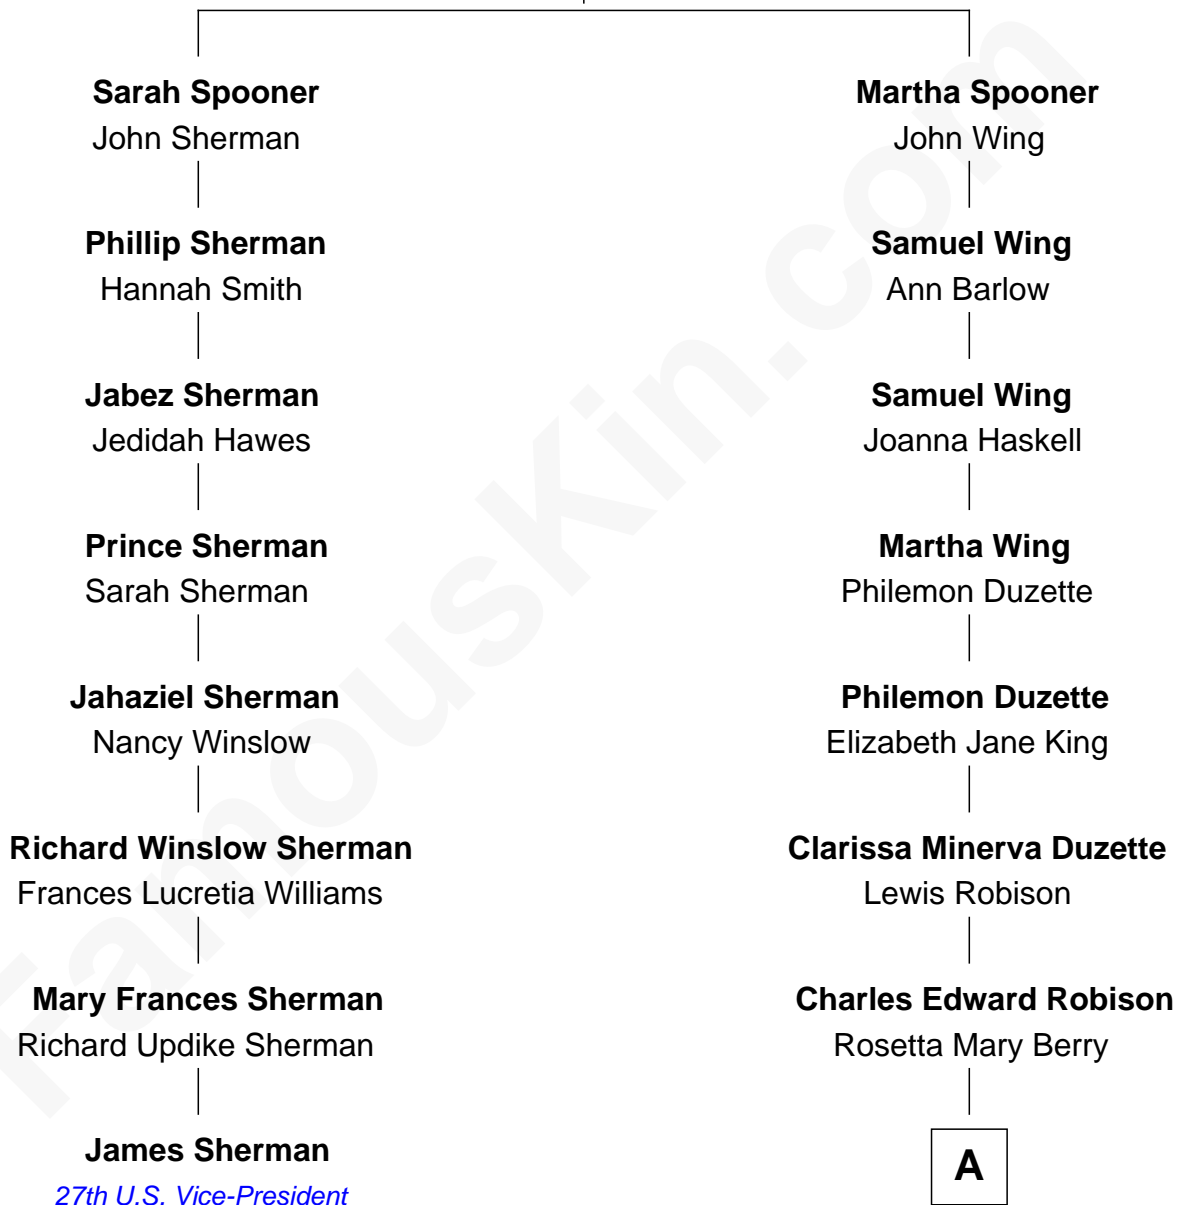 Sarah Spooner
John Sherman
Martha Spooner
John Wing
Phillip Sherman
Hannah Smith
Samuel Wing
Ann Barlow
Jabez Sherman
Jedidah Hawes
Samuel Wing
Joanna Haskell
Prince Sherman
Sarah Sherman
Martha Wing
Philemon Duzette
Jahaziel Sherman
Nancy Winslow
Philemon Duzette
Elizabeth Jane King
Richard Winslow Sherman
Frances Lucretia Williams
Clarissa Minerva Duzette
Lewis Robison
Mary Frances Sherman
Richard Updike Sherman
Charles Edward Robison
Rosetta Mary Berry
James Sherman
27th U.S. Vice-President
A
FamousKin.com